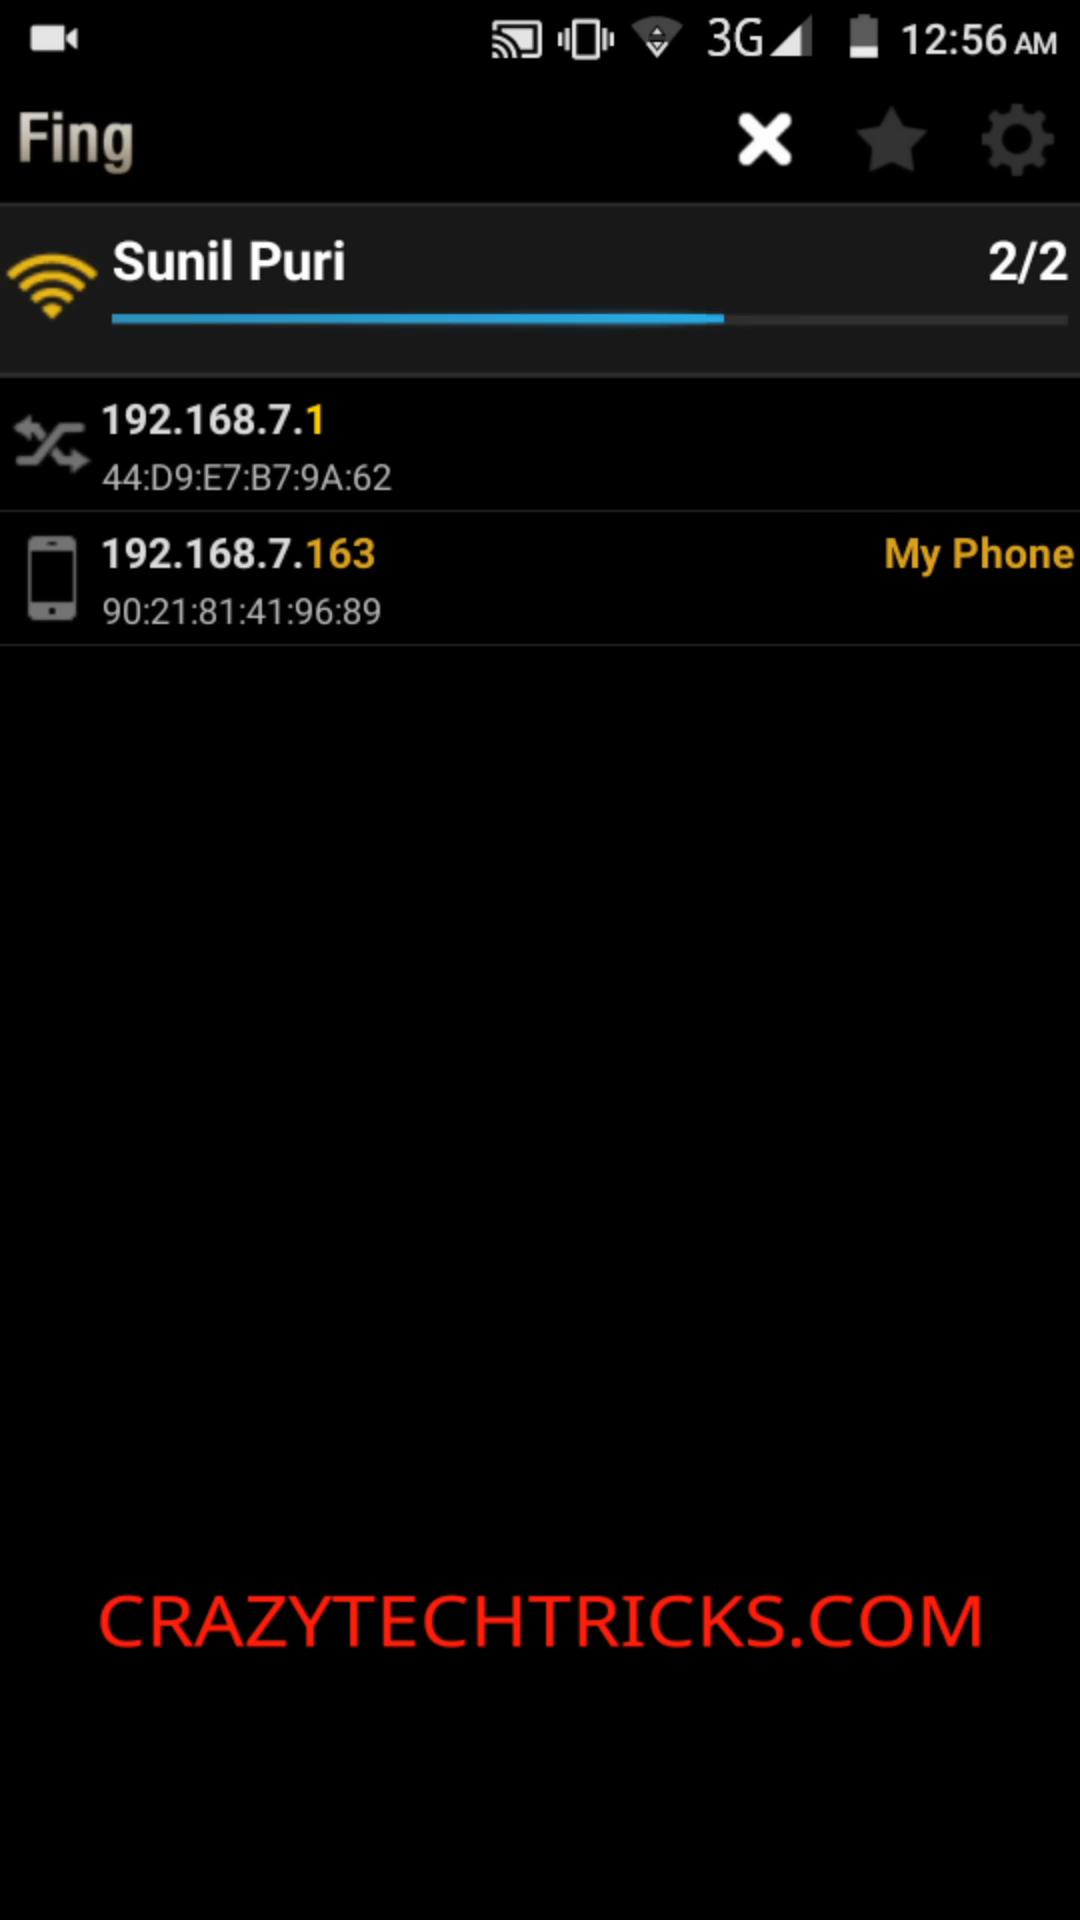 3G 12:56 AM
Fing
Sunil Puri 2/2
192.168.7.1
44:D9:E7:B7:9A:62
192.168.7.163 My Phone
90:21:81:41:96:89
CRAZYTECHTRICKS.COM